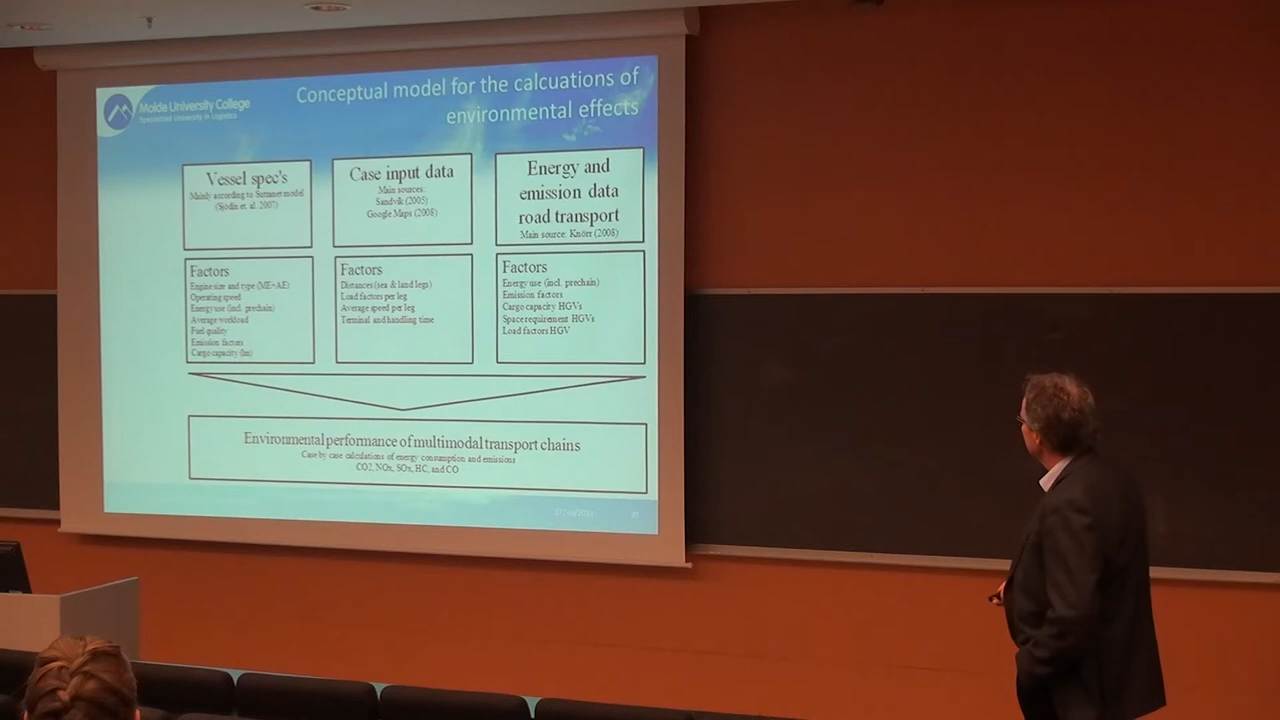 Molde University College
Specialized University in Logistics
Conceptual model for the calcuations of
environmental effects
Vessel spec's
Mainly according to Sumanet model
(Sjödin et. al. 2007)
Case input data
Main sources:
Sandvik (2005)
Google Maps (2008)
Energy and
emission data
road transport
Main source: Knörr (2008)
Factors
Engine size and type (ME+AE)
Operating speed
Energy use (incl. prechain)
Average workload
Fuel quality
Emission factors
Cargo capacity (lm)
Factors
Distances (sea & land legs)
Load factors per leg
Average speed per leg
Terminal and handling time
Factors
Energy use (incl. prechain)
Emission factors
Cargo capacity HGVs
Space requirement HGVs
Load factors HGV
Environmental performance of multimodal transport chains
Case by case calculations of energy consumption and emissions
CO2, NOx, SOx, HC, and CO